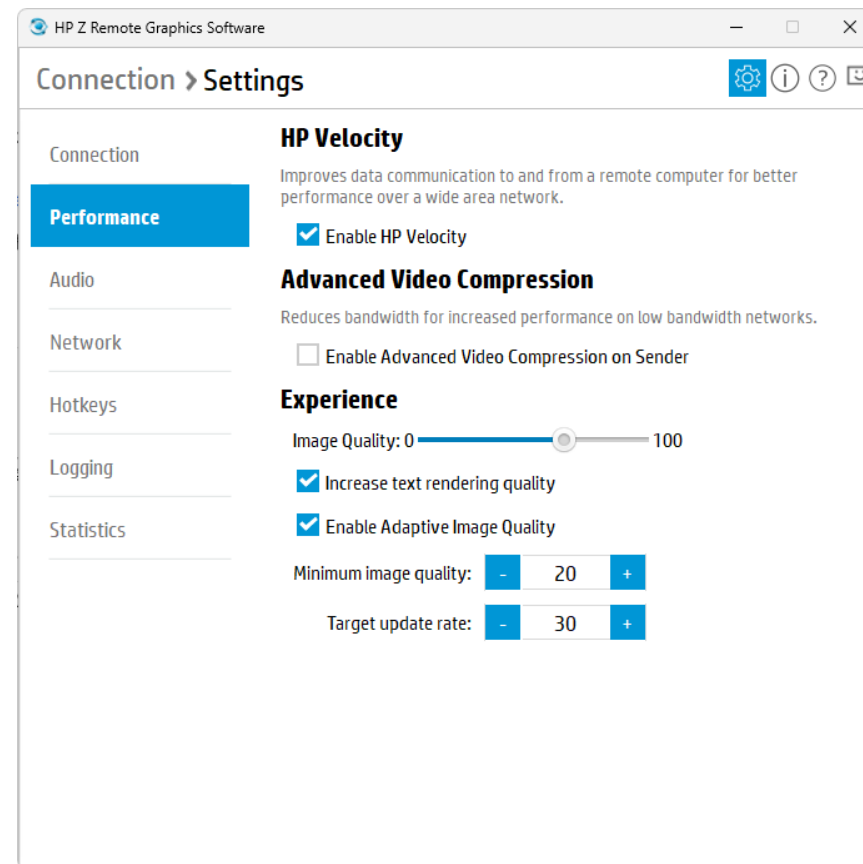 HP Z Remote Graphics Software
Connection > Settings
Connection
Performance
Audio
Network
Hotkeys
Logging
Statistics
HP Velocity
Improves data communication to and from a remote computer for better
performance over a wide area network.
Enable HP Velocity
Advanced Video Compression
Reduces bandwidth for increased performance on low bandwidth networks.
Enable Advanced Video Compression on Sender
Experience
Image Quality: 0 100
Increase text rendering quality
Enable Adaptive Image Quality
Minimum image quality: - 20 +
Target update rate: - 30 +